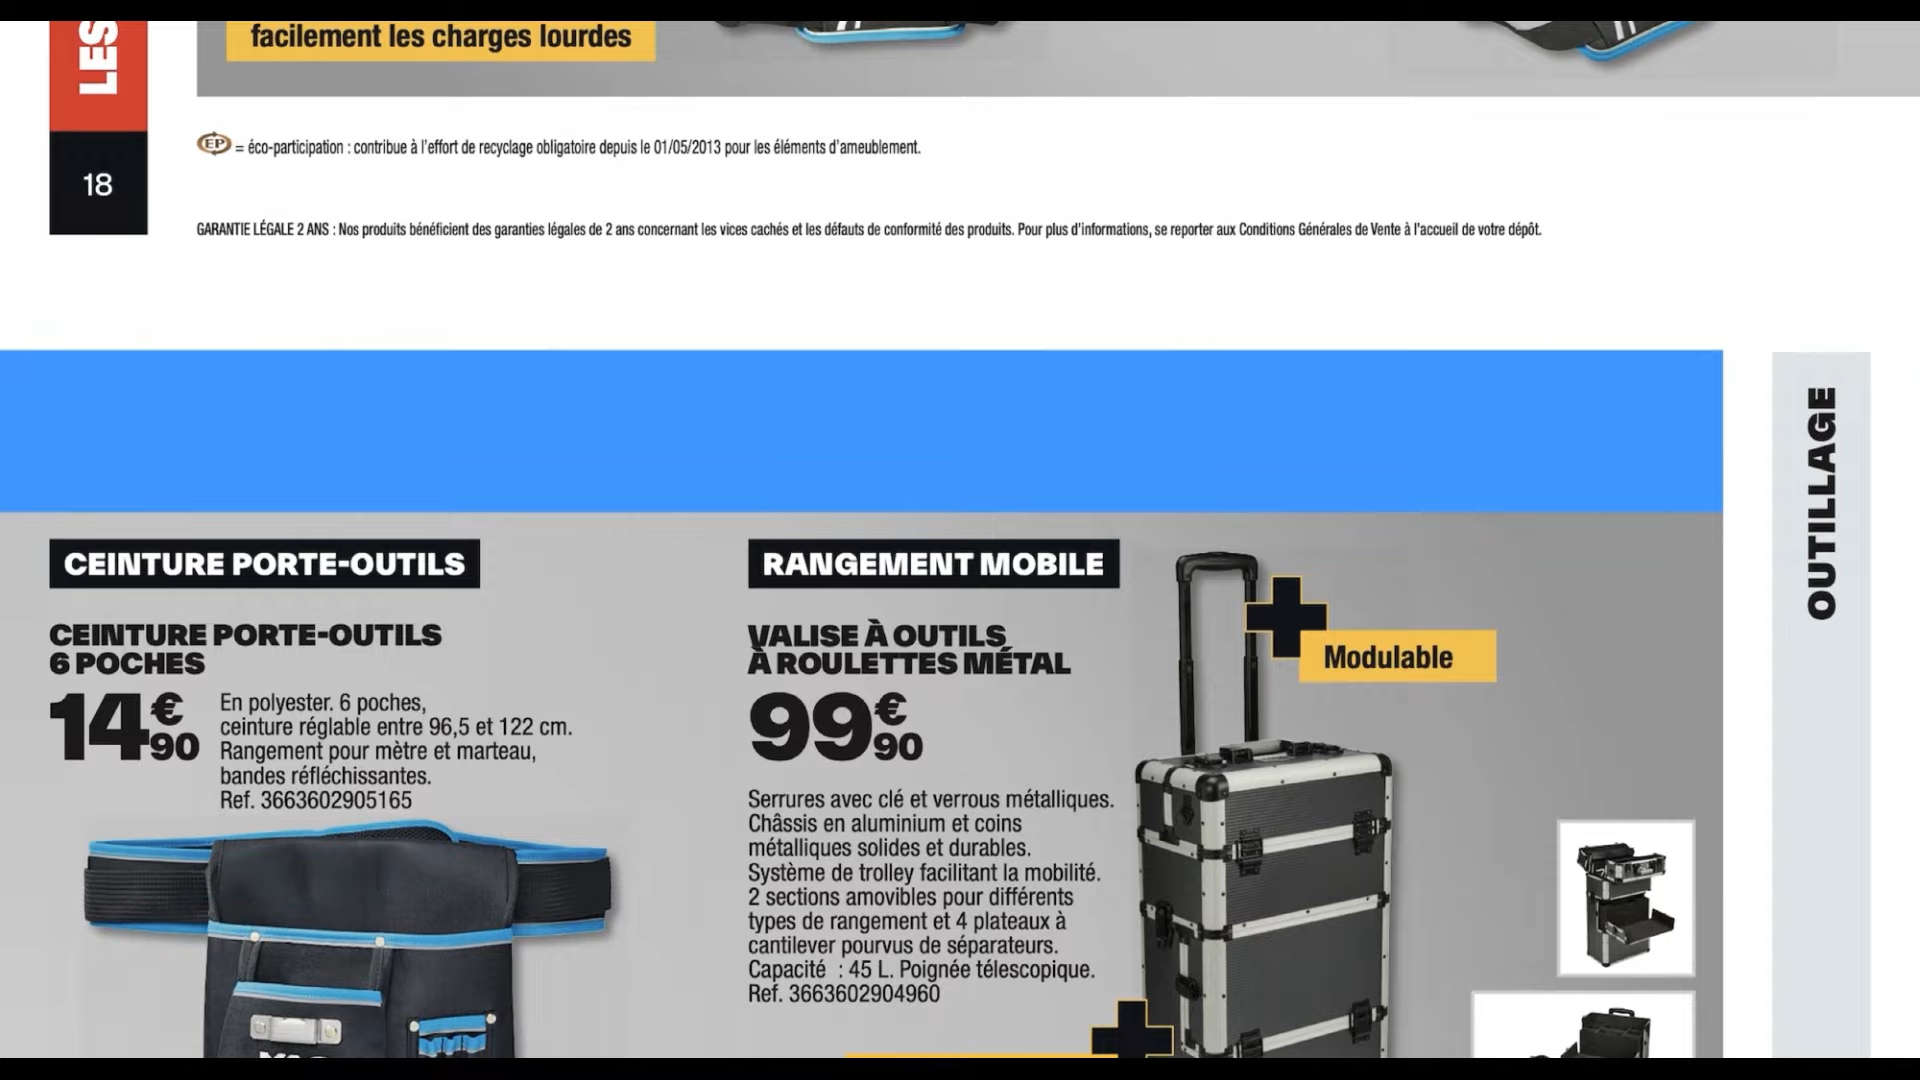 LES
facilement les charges lourdes
EP = éco-participation : contribue à l'effort de recyclage obligatoire depuis le 01/05/2013 pour les éléments d'ameublement.
18
GARANTIE LÉGALE 2 ANS : Nos produits bénéficient des garanties légales de 2 ans concernant les vices cachés et les défauts de conformité des produits. Pour plus d'informations, se reporter aux Conditions Générales de Vente à l'accueil de votre dépôt.
OUTILLAGE
CEINTURE PORTE-OUTILS
CEINTURE PORTE-OUTILS
6 POCHES
14€90
En polyester. 6 poches,
ceinture réglable entre 96,5 et 122 cm.
Rangement pour mètre et marteau,
bandes réfléchissantes.
Ref. 3663602905165
RANGEMENT MOBILE
VALISE À OUTILS
À ROULETTES MÉTAL
99€90
Modulable
Serrures avec clé et verrous métalliques.
Châssis en aluminium et coins
métalliques solides et durables.
Système de trolley facilitant la mobilité.
2 sections amovibles pour différents
types de rangement et 4 plateaux à
cantilever pourvus de séparateurs.
Capacité : 45 L. Poignée télescopique.
Ref. 3663602904960